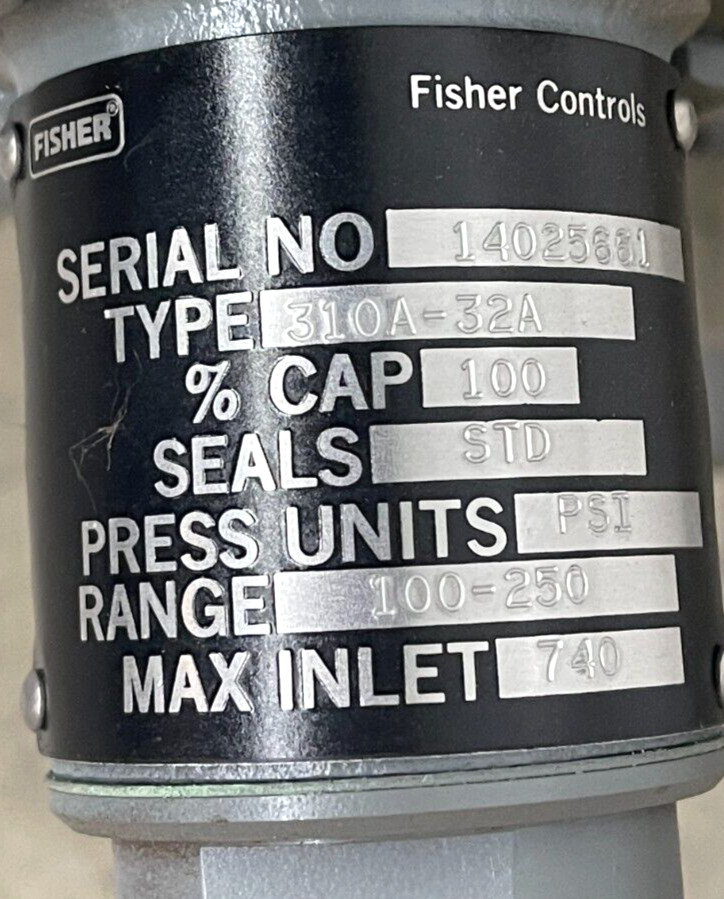 FISHER®
Fisher Controls
SERIAL NO 14025661
TYPE 310A-32A
% CAP 100
SEALS STD
PRESS UNITS PSI
RANGE 100-250
MAX INLET 740